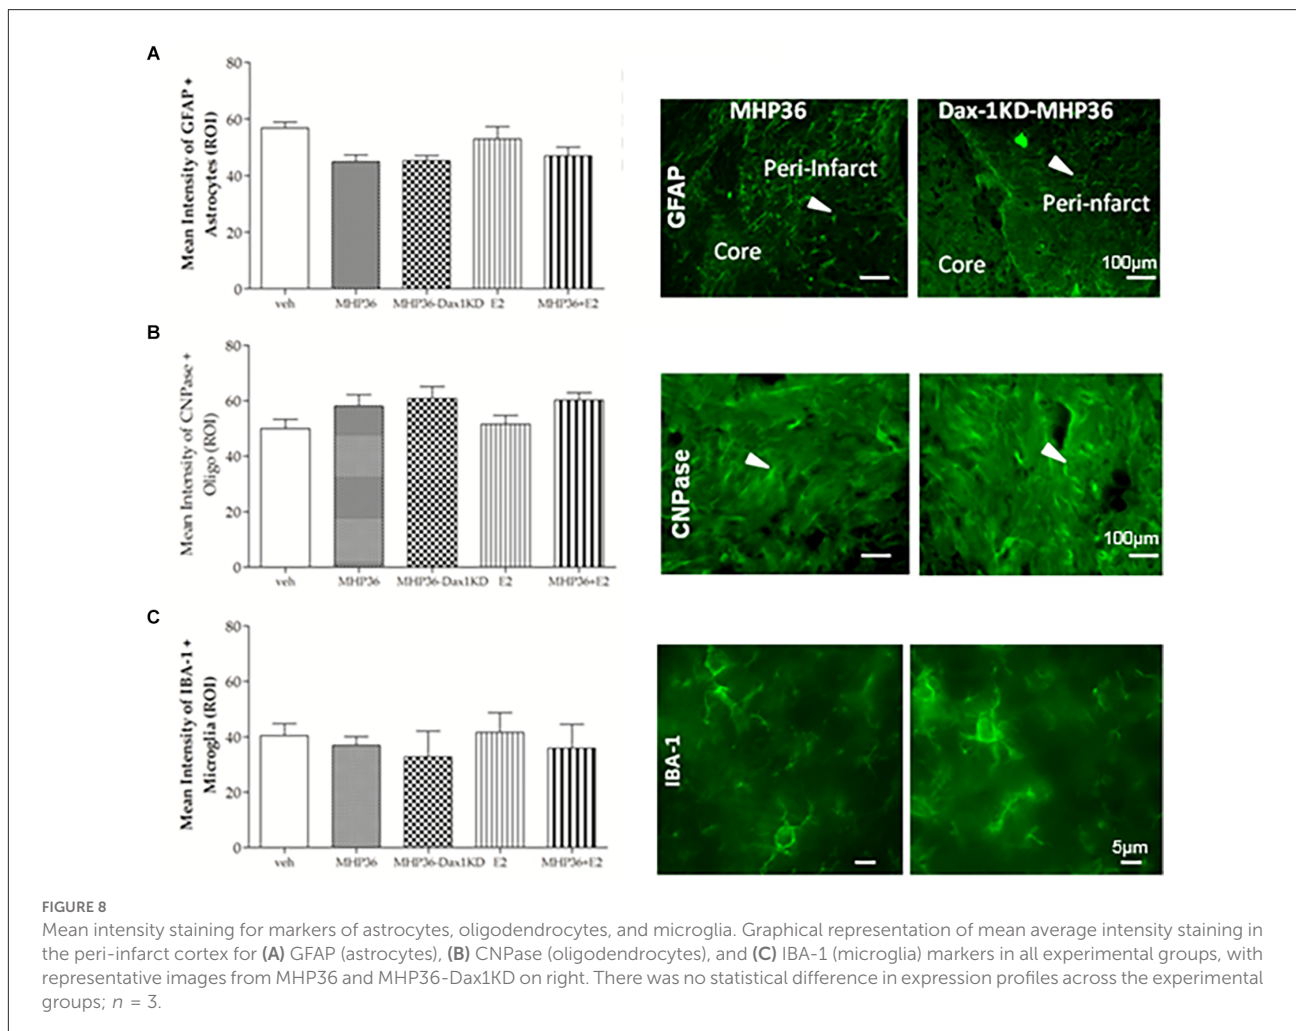 A
Mean Intensity of GFAP +
Astrocytes (ROI)
80
60
40
20
0
veh MHP36 MHP36-Dax1KD E2 MHP36+E2
GFAP
MHP36
Peri-Infarct
Core
Dax-1KD-MHP36
Peri-nfarct
Core
100µm
B
Mean Intensity of CNPase +
Oligo (ROI)
80
60
40
20
0
veh MHP36 MHP36-Dax1KD E2 MHP36+E2
CNPase
100µm
C
Mean Intensity of IBA-1 +
Microglia (ROI)
80
60
40
20
0
veh MHP36 MHP36-Dax1KD E2 MHP36+E2
IBA-1
5µm
FIGURE 8
Mean intensity staining for markers of astrocytes, oligodendrocytes, and microglia. Graphical representation of mean average intensity staining in
the peri-infarct cortex for (A) GFAP (astrocytes), (B) CNPase (oligodendrocytes), and (C) IBA-1 (microglia) markers in all experimental groups, with
representative images from MHP36 and MHP36-Dax1KD on right. There was no statistical difference in expression profiles across the experimental
groups; n = 3.